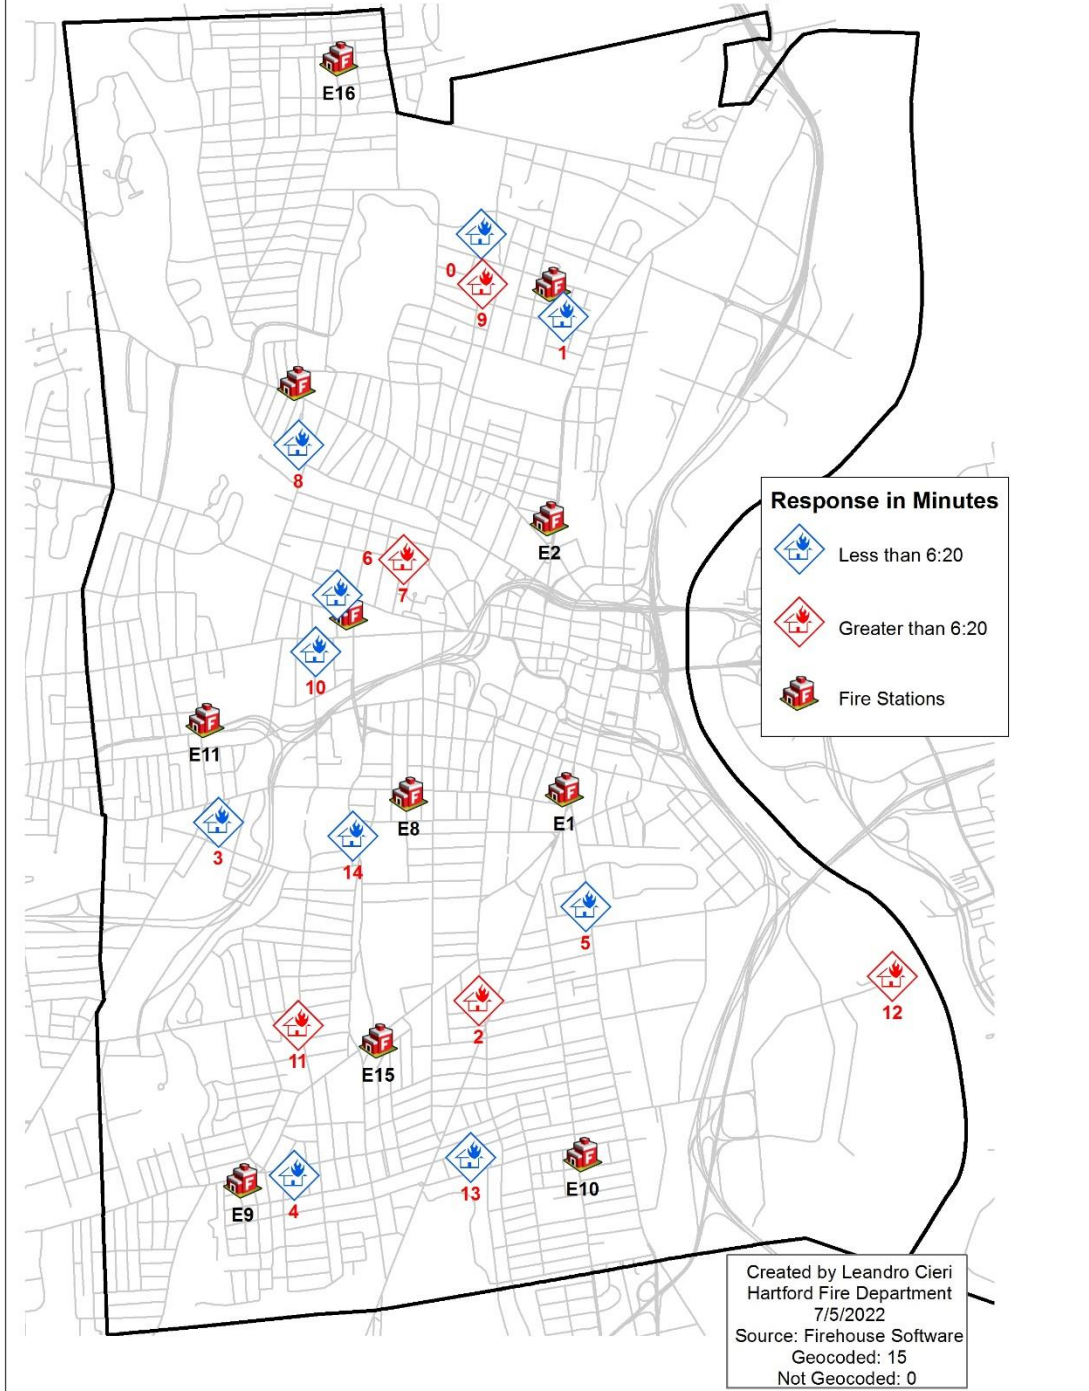 E16
0
9
1
8
E2
Response in Minutes
Less than 6:20
Greater than 6:20
Fire Stations
6
7
10
E11
E8
E1
3
14
5
12
2
11
E15
E9
4
13
E10
Created by Leandro Cieri
Hartford Fire Department
7/5/2022
Source: Firehouse Software
Geocoded: 15
Not Geocoded: 0